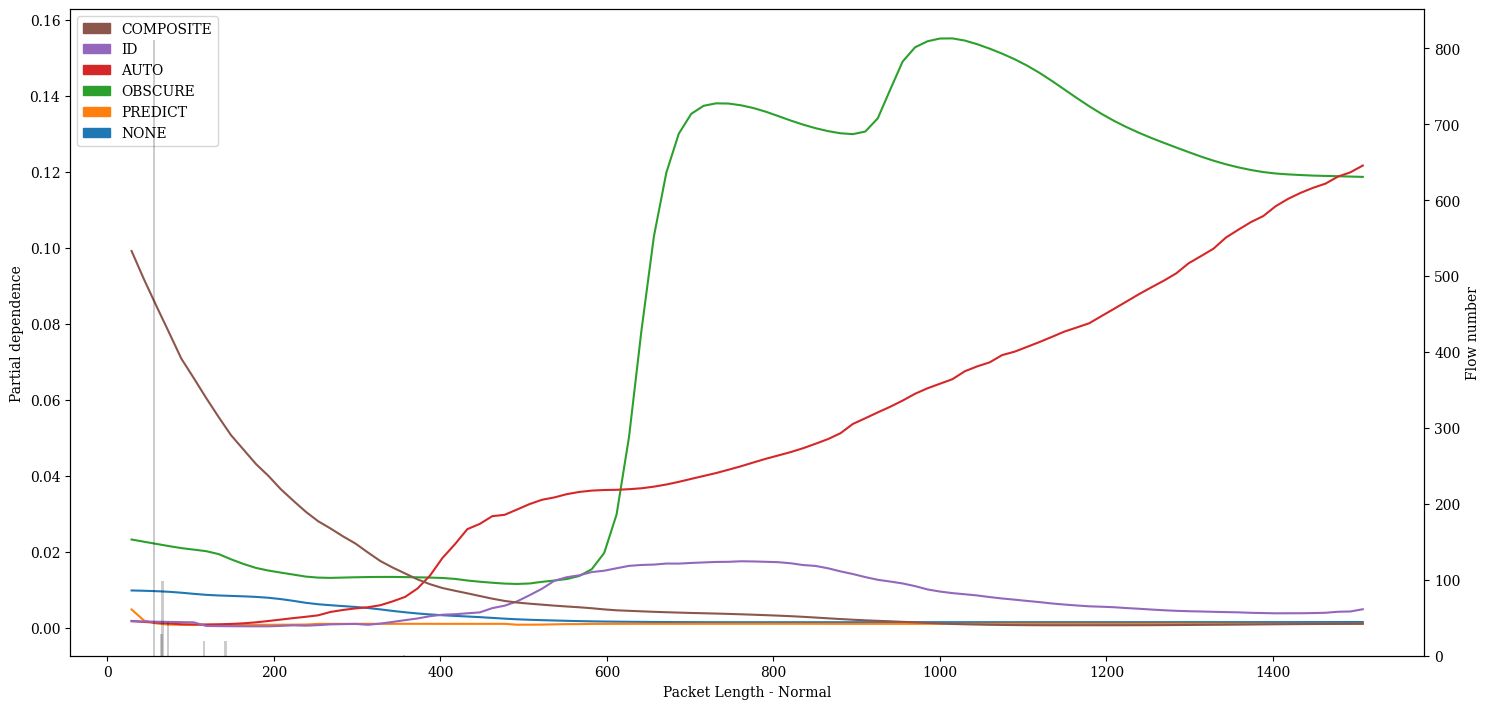 COMPOSITE
ID
AUTO
OBSCURE
PREDICT
NONE
Partial dependence
0.16
0.14
0.12
0.10
0.08
0.06
0.04
0.02
0.00
0
200
400
600
800
1000
1200
1400
Packet Length - Normal
800
700
600
500
400
300
200
100
0
Flow number